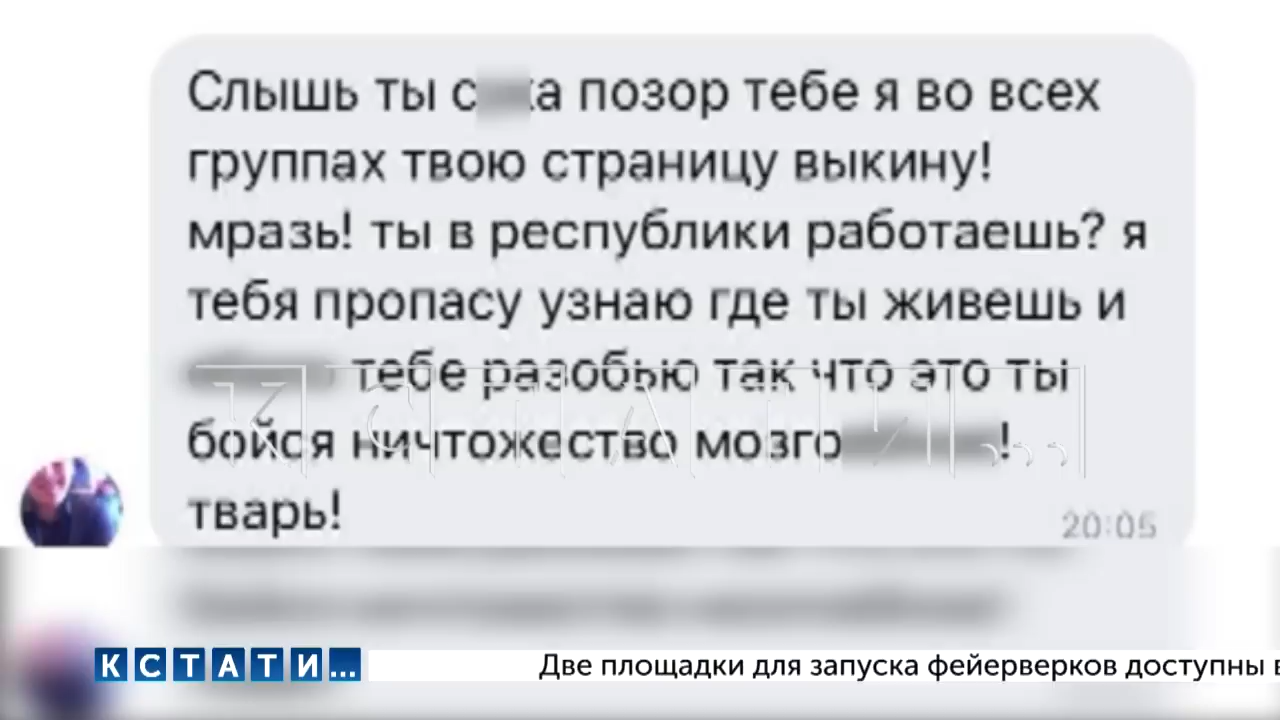 Слышь ты с а позор тебе я во всех
группах твою страницу выкину!
мразь! ты в республики работаешь? я
тебя пропасу узнаю где ты живешь и
тебе разобью так что это ты
бойся ничтожество мозго !
тварь!
20:05
КСТАТИ...
КСТАТИ...
Две площадки для запуска фейерверков доступны в